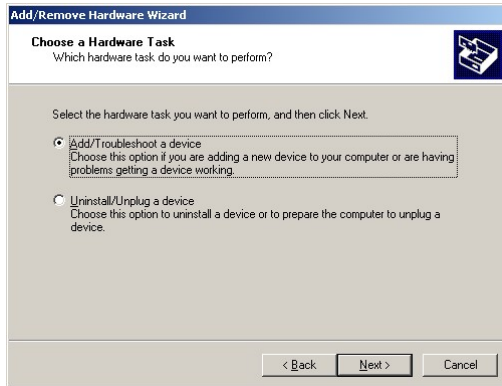 Add/Remove Hardware Wizard
Choose a Hardware Task
Which hardware task do you want to perform?
Select the hardware task you want to perform, and then click Next.
Add/Troubleshoot a device
Choose this option if you are adding a new device to your computer or are having
problems getting a device working.
Uninstall/Unplug a device
Choose this option to uninstall a device or to prepare the computer to unplug a
device.
< Back
Next >
Cancel